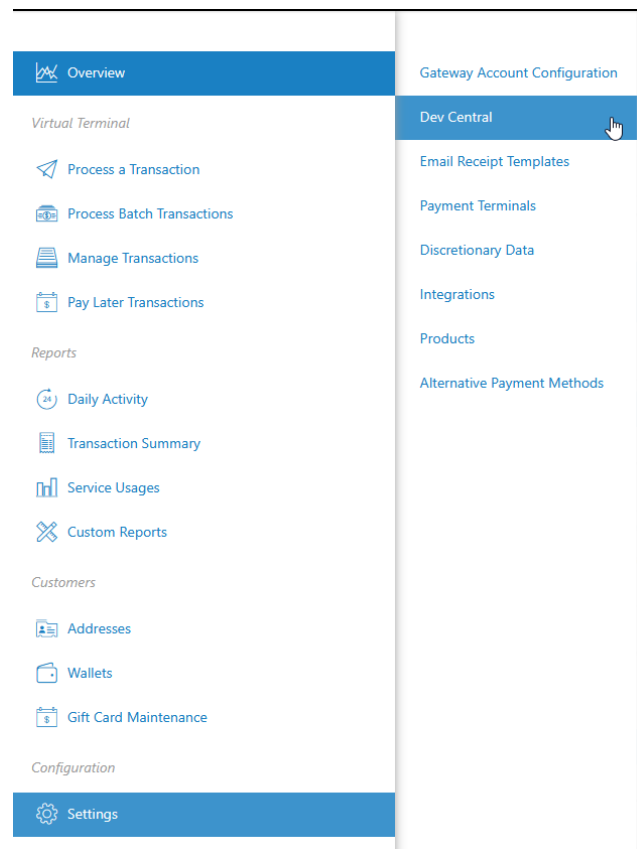 Overview
Virtual Terminal
Process a Transaction
Process Batch Transactions
Manage Transactions
$ Pay Later Transactions
Reports
24 Daily Activity
Transaction Summary
Service Usages
Custom Reports
Customers
Addresses
Wallets
$ Gift Card Maintenance
Configuration
Settings
Gateway Account Configuration
Dev Central
Email Receipt Templates
Payment Terminals
Discretionary Data
Integrations
Products
Alternative Payment Methods